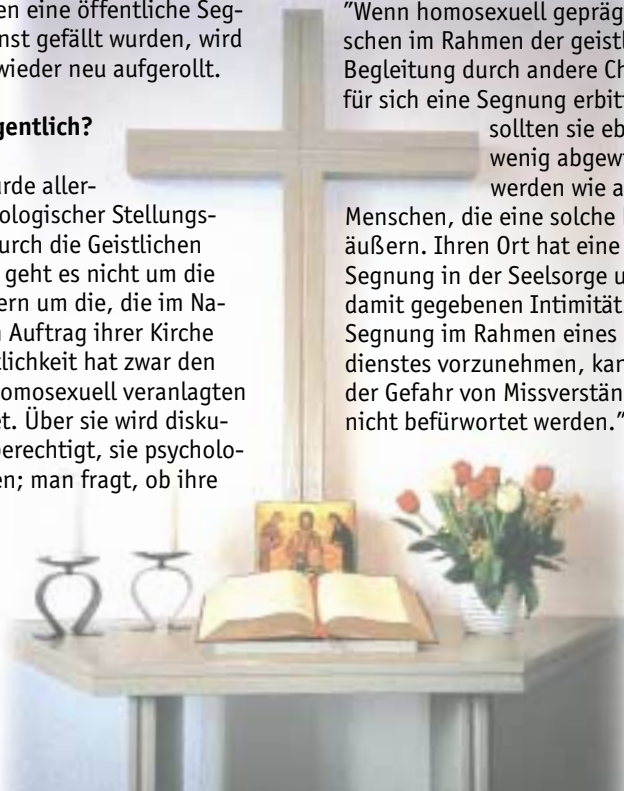 en eine öffentliche Seg-
nst gefällt wurden, wird
wieder neu aufgerollt.
gentlich?
urde aller-
ologischer Stellungs-
urch die Geistlichen
geht es nicht um die
ern um die, die im Na-
Auftrag ihrer Kirche
tlichkeit hat zwar den
omosexuell veranlagten
et. Über sie wird disku-
erechtigt, sie psycholo-
en; man fragt, ob ihre
"Wenn homosexuell gepräg
schen im Rahmen der geistl
Begleitung durch andere Ch
für sich eine Segnung erbitt
sollten sie eb
wenig abgew
werden wie a
Menschen, die eine solche
äußern. Ihren Ort hat eine
Segnung in der Seelsorge u
damit gegebenen Intimität.
Segnung im Rahmen eines
dienstes vorzunehmen, kan
der Gefahr von Missverstän
nicht befürwortet werden."